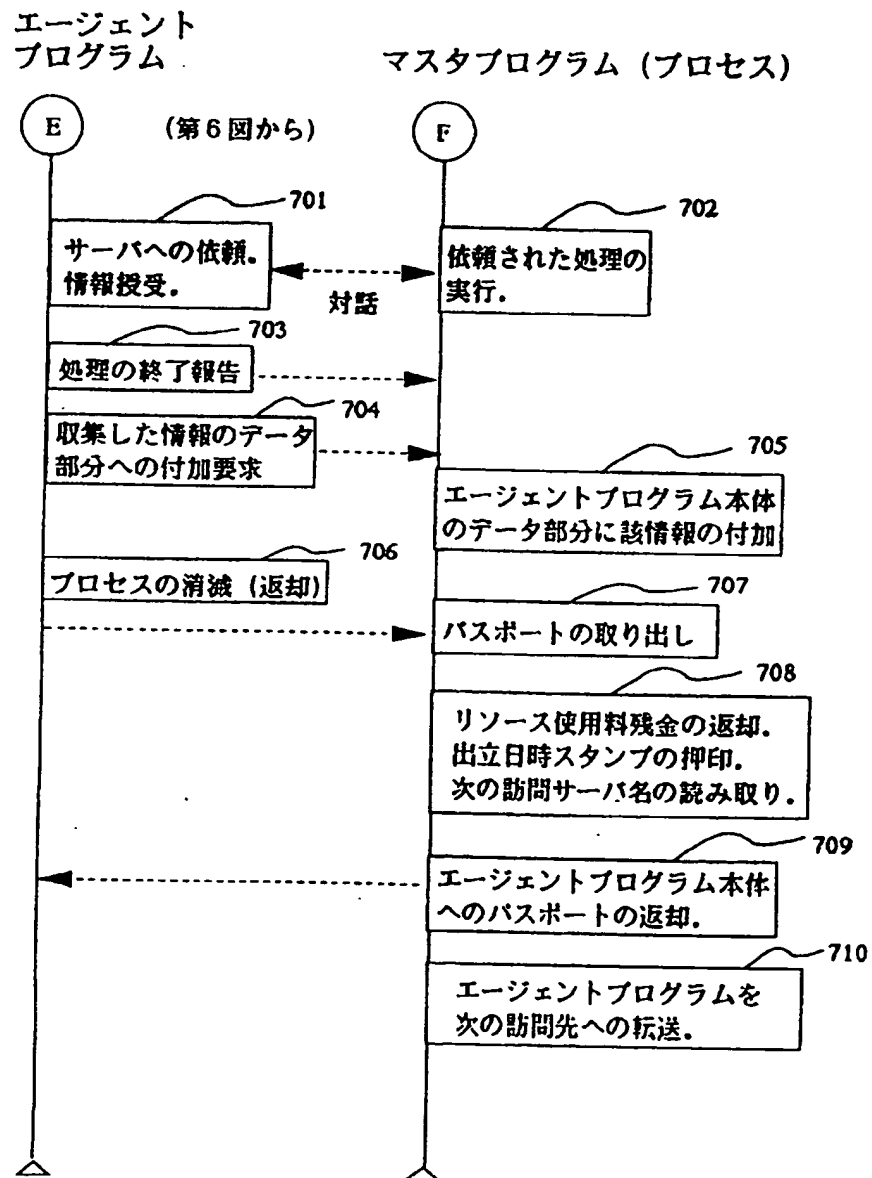 エージェント
プログラム
マスタプログラム (プロセス)
E
(第6図から)
F
701
サーバへの依頼.
情報授受.
対話
702
依頼された処理の
実行.
703
処理の終了報告
704
収集した情報のデータ
部分への付加要求
705
エージェントプログラム本体
のデータ部分に該情報の付加
706
プロセスの消滅 (返却)
707
パスポートの取り出し
708
リソース使用料残金の返却.
出立日時スタンプの押印.
次の訪問サーバ名の読み取り.
709
エージェントプログラム本体
へのパスポートの返却.
710
エージェントプログラムを
次の訪問先への転送.